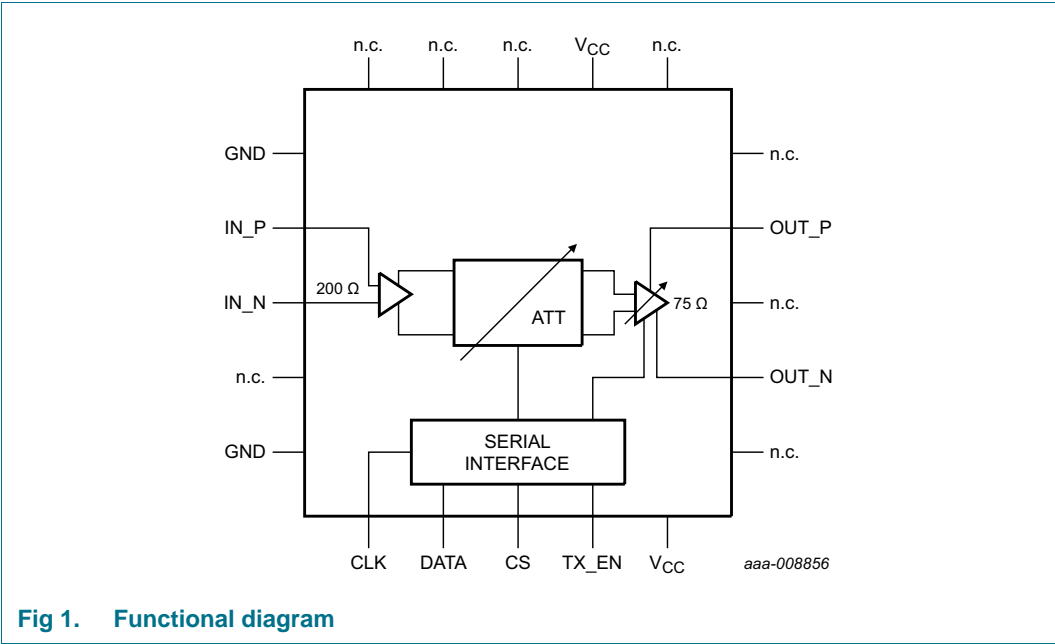 n.c. n.c. n.c. VCC n.c.
GND n.c.
IN_P OUT_P
200 Ω 75 Ω
IN_N n.c.
ATT
n.c. OUT_N
SERIAL
INTERFACE
GND n.c.
CLK DATA CS TX_EN VCC aaa-008856
Fig 1. Functional diagram